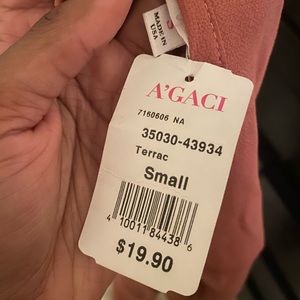 MADE IN
USA
A'GACI
7160606 NA
35030-43934
Terrac
Small
4 10011 84438 6
$19.90